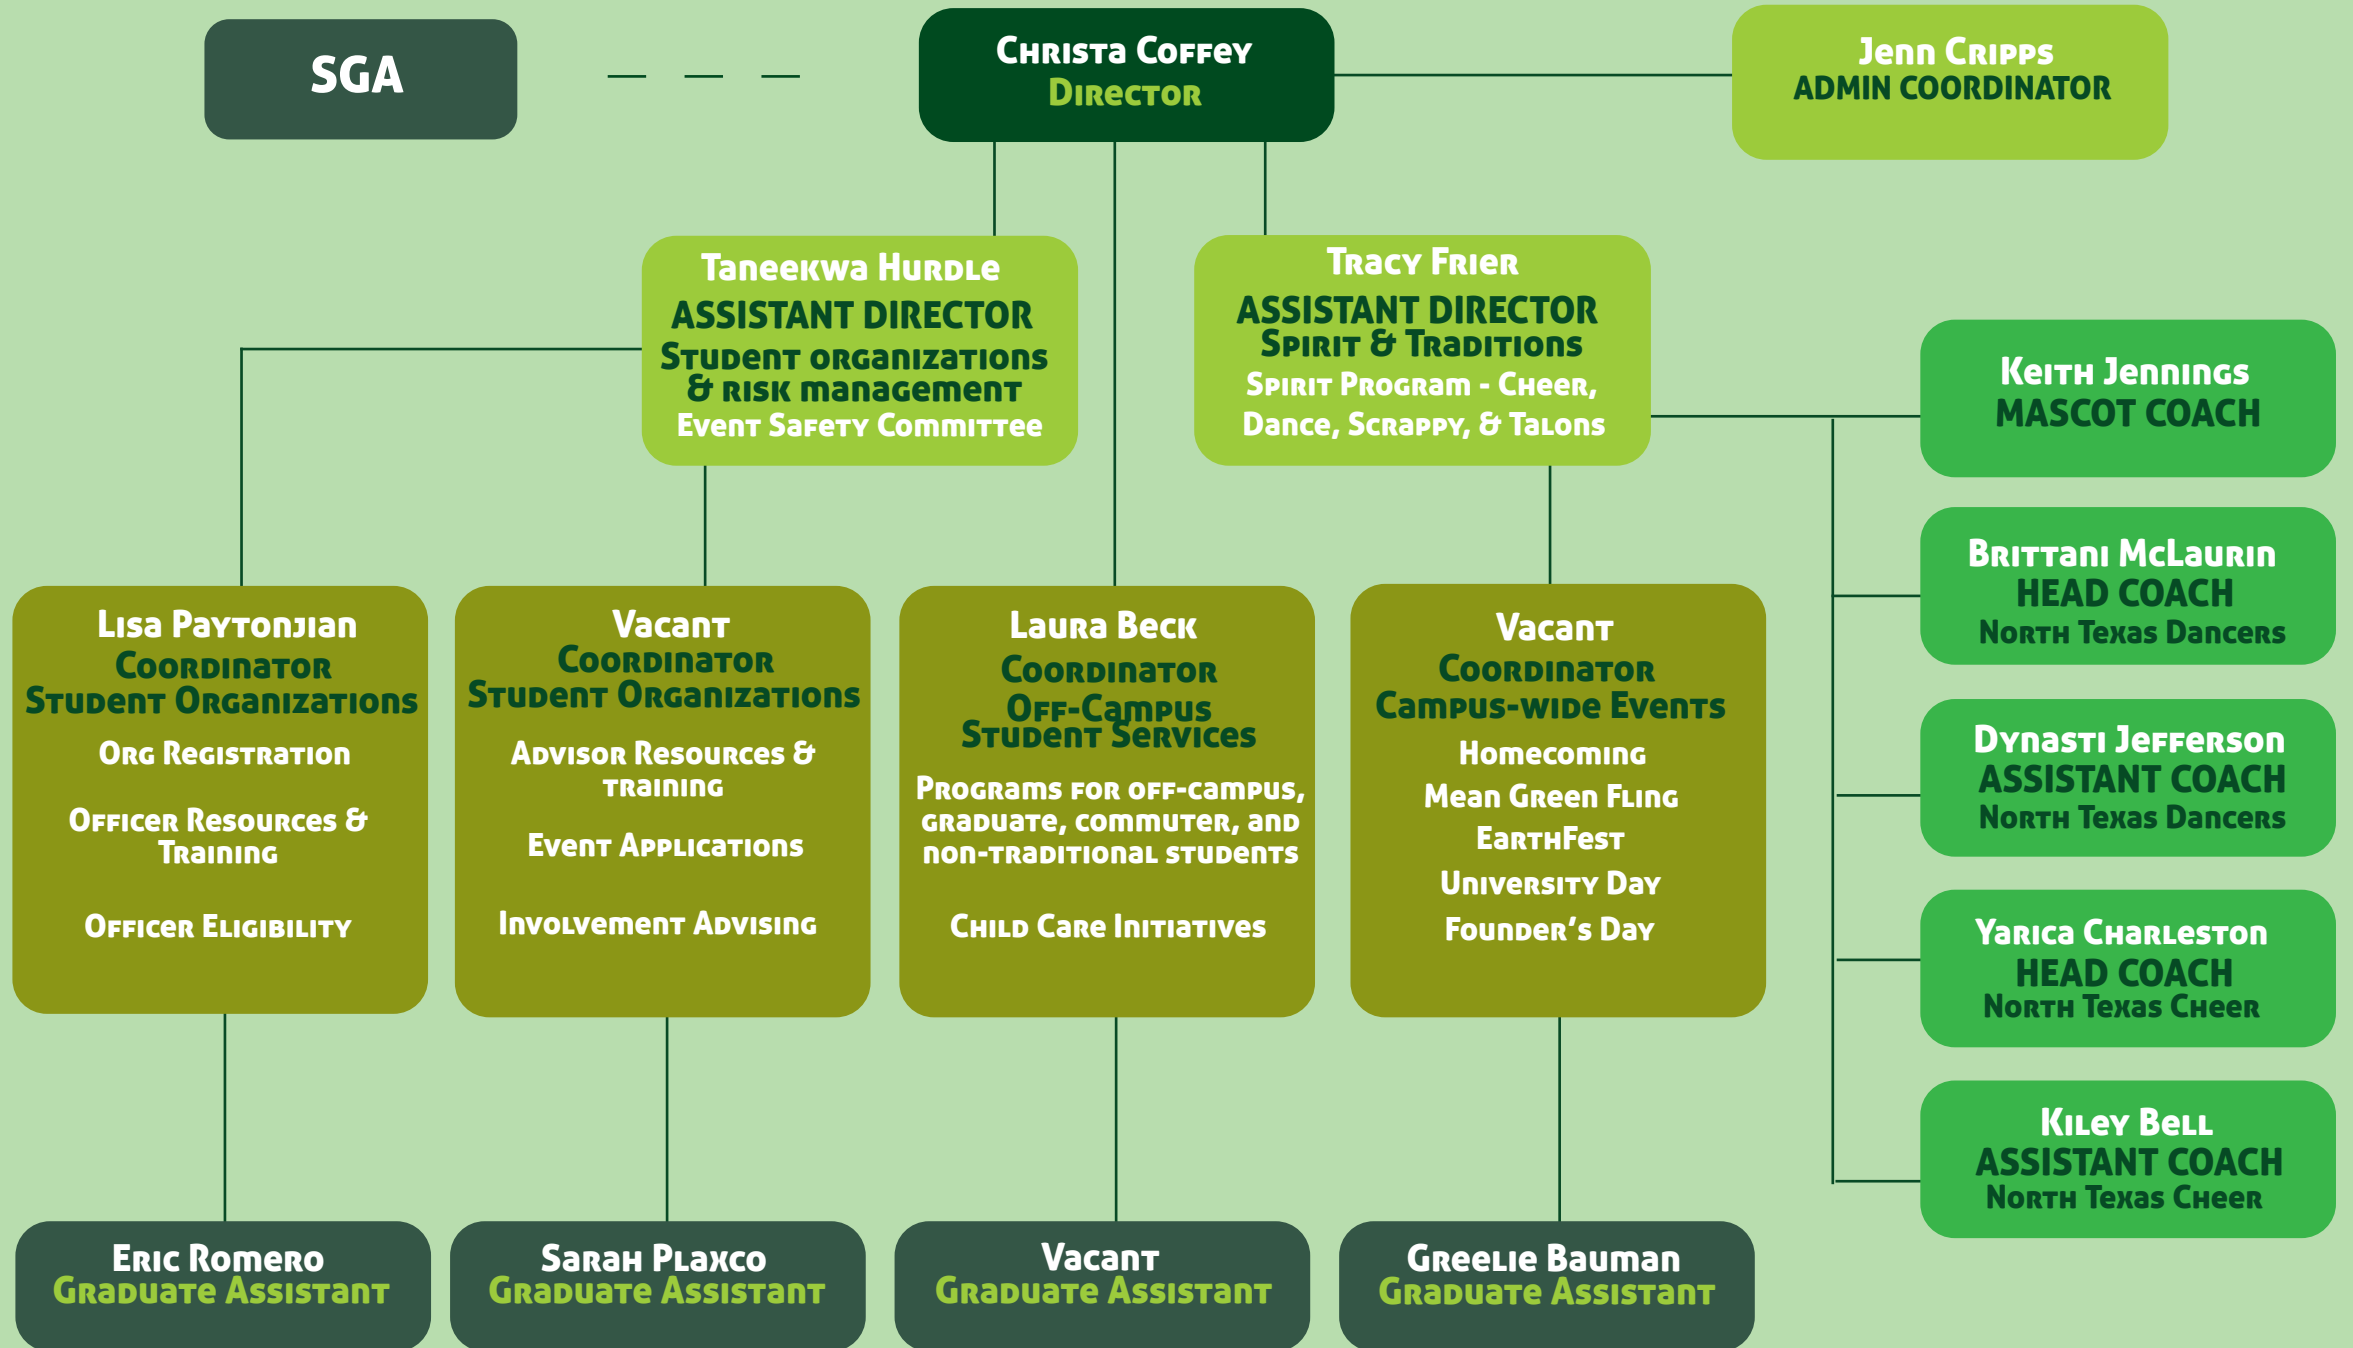 SGA
Christa Coffey
Director
Jenn Cripps
ADMIN COORDINATOR
Taneekwa Hurdle
ASSISTANT DIRECTOR
Student organizations
& risk management
Event Safety Committee
Tracy Frier
ASSISTANT DIRECTOR
Spirit & Traditions
Spirit Program - Cheer,
Dance, Scrappy, & Talons
Keith Jennings
MASCOT COACH
Brittani McLaurin
HEAD COACH
North Texas Dancers
Dynasti Jefferson
ASSISTANT COACH
North Texas Dancers
Yarica Charleston
HEAD COACH
North Texas Cheer
Kiley Bell
ASSISTANT COACH
North Texas Cheer
Lisa Paytonjian
Coordinator
Student Organizations
Org Registration
Officer Resources &
Training
Officer Eligibility
Vacant
Coordinator
Student Organizations
Advisor Resources &
training
Event Applications
Involvement Advising
Laura Beck
Coordinator
Off-Campus
Student Services
Programs for off-campus,
graduate, commuter, and
non-traditional students
Child Care Initiatives
Vacant
Coordinator
Campus-wide Events
Homecoming
Mean Green Fling
EarthFest
University Day
Founder's Day
Eric Romero
Graduate Assistant
Sarah Plaxco
Graduate Assistant
Vacant
Graduate Assistant
Greelie Bauman
Graduate Assistant